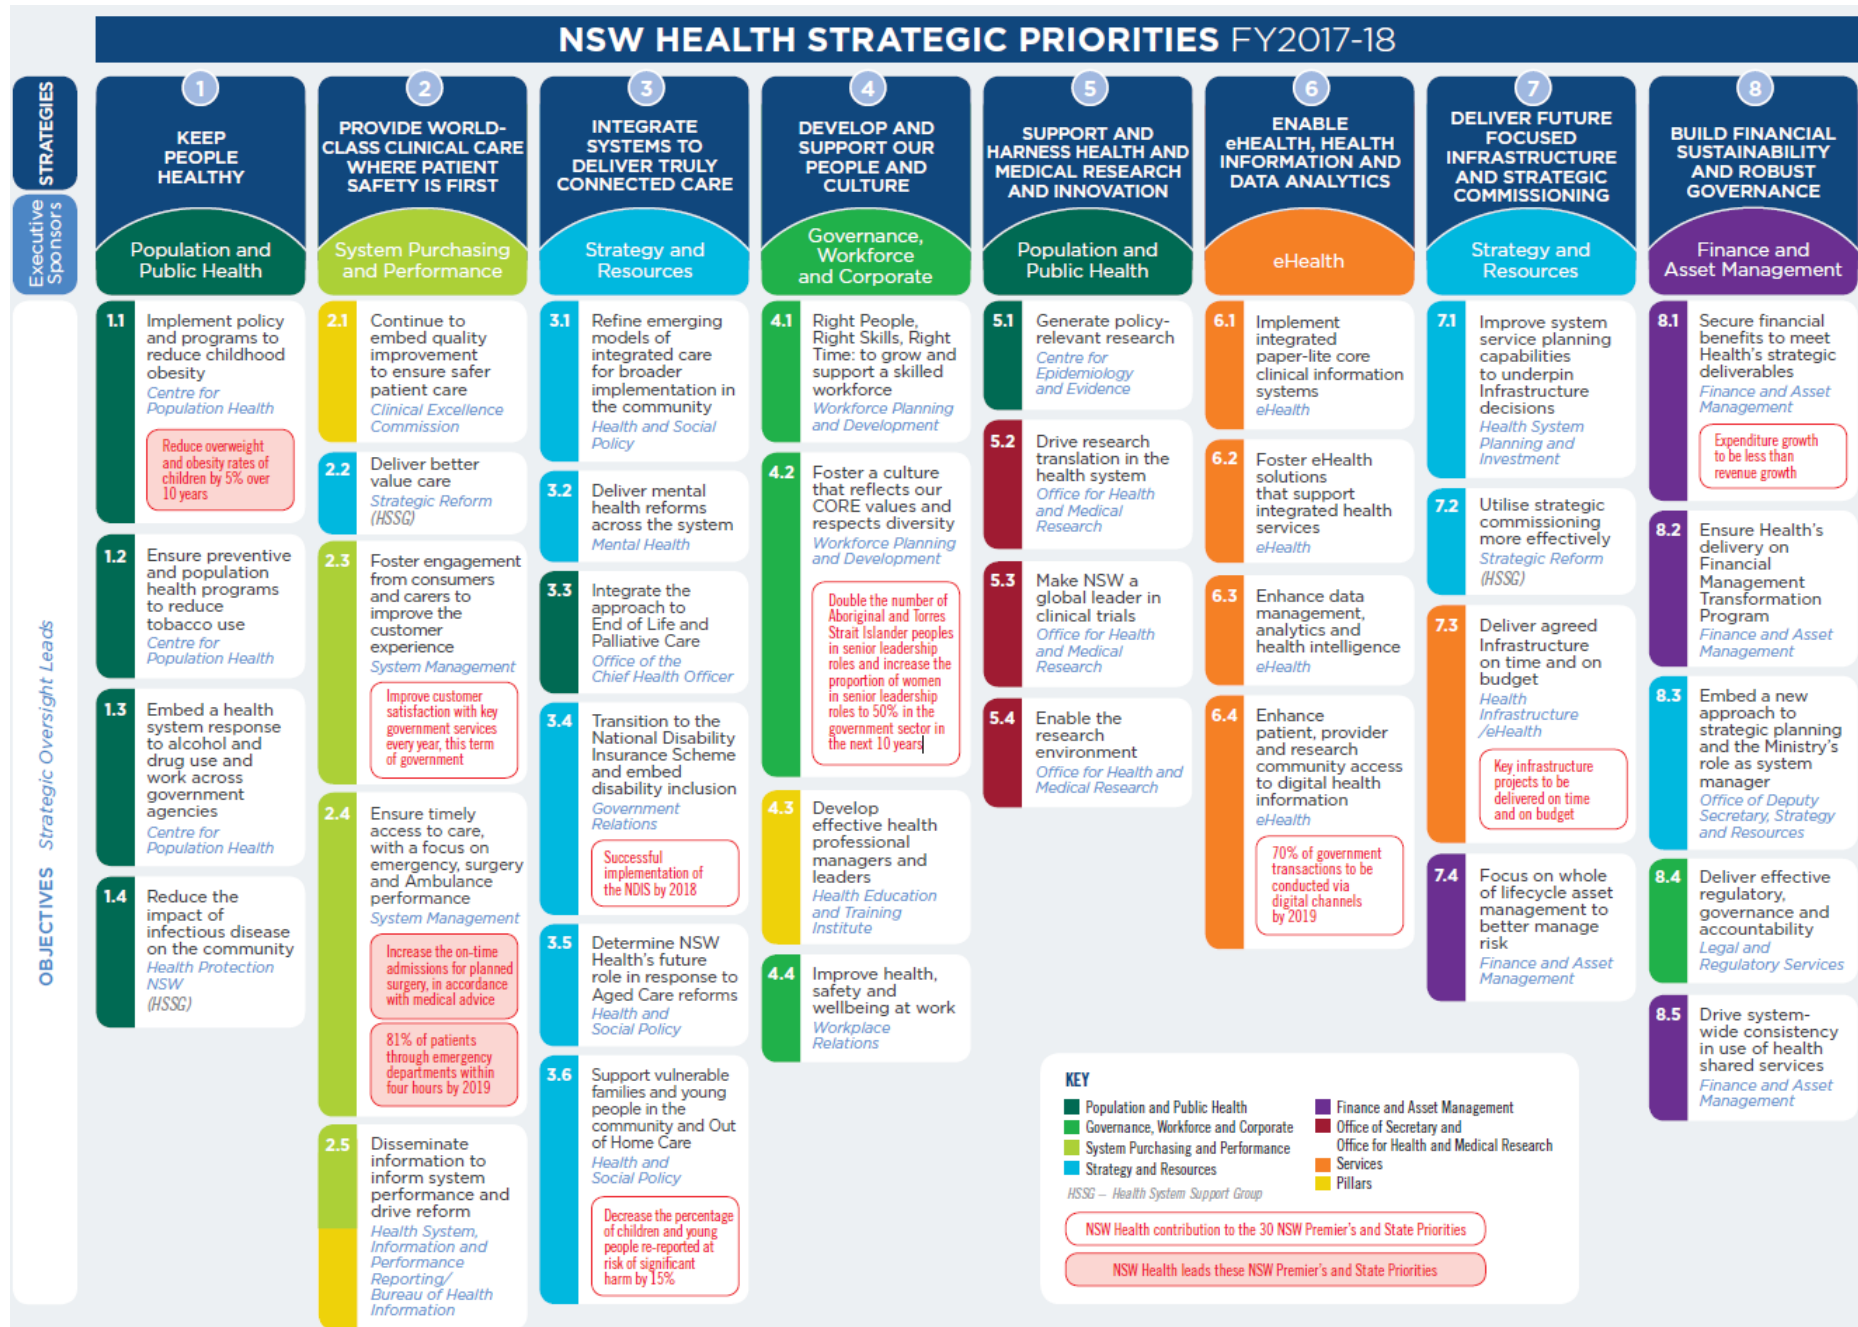 NSW HEALTH STRATEGIC PRIORITIES FY2017-18
STRATEGIES
Executive
Sponsors
OBJECTIVES Strategic Oversight Leads
1
KEEP
PEOPLE
HEALTHY
Population and
Public Health
1.1 Implement policy
and programs to
reduce childhood
obesity
Centre for
Population Health
Reduce overweight
and obesity rates of
children by 5% over
10 years
1.2 Ensure preventive
and population
health programs
to reduce
tobacco use
Centre for
Population Health
1.3 Embed a health
system response
to alcohol and
drug use and
work across
government
agencies
Centre for
Population Health
1.4 Reduce the
impact of
infectious disease
on the community
Health Protection
NSW
(HSSG)
2
PROVIDE WORLD-
CLASS CLINICAL CARE
WHERE PATIENT
SAFETY IS FIRST
System Purchasing
and Performance
2.1 Continue to
embed quality
improvement
to ensure safer
patient care
Clinical Excellence
Commission
2.2 Deliver better
value care
Strategic Reform
(HSSG)
2.3 Foster engagement
from consumers
and carers to
improve the
customer
experience
System Management
Improve customer
satisfaction with key
government services
every year, this term
of government
2.4 Ensure timely
access to care,
with a focus on
emergency, surgery
and Ambulance
performance
System Management
Increase the on-time
admissions for planned
surgery, in accordance
with medical advice
81% of patients
through emergency
departments within
four hours by 2019
2.5 Disseminate
information to
inform system
performance and
drive reform
Health System,
Information and
Performance
Reporting/
Bureau of Health
Information
3
INTEGRATE
SYSTEMS TO
DELIVER TRULY
CONNECTED CARE
Strategy and
Resources
3.1 Refine emerging
models of
integrated care
for broader
implementation in
the community
Health and Social
Policy
3.2 Deliver mental
health reforms
across the system
Mental Health
3.3 Integrate the
approach to
End of Life and
Palliative Care
Office of the
Chief Health Officer
3.4 Transition to the
National Disability
Insurance Scheme
and embed
disability inclusion
Government
Relations
Successful
implementation of
the NDIS by 2018
3.5 Determine NSW
Health's future
role in response to
Aged Care reforms
Health and
Social Policy
3.6 Support vulnerable
families and young
people in the
community and Out
of Home Care
Health and
Social Policy
Decrease the percentage
of children and young
people re-reported at
risk of significant
harm by 15%
4
DEVELOP AND
SUPPORT OUR
PEOPLE AND
CULTURE
Governance,
Workforce
and Corporate
4.1 Right People,
Right Skills, Right
Time: to grow and
support a skilled
workforce
Workforce Planning
and Development
4.2 Foster a culture
that reflects our
CORE values and
respects diversity
Workforce Planning
and Development
Double the number of
Aboriginal and Torres
Strait Islander peoples
in senior leadership
roles and increase the
proportion of women
in senior leadership
roles to 50% in the
government sector in
the next 10 years
4.3 Develop
effective health
professional
managers and
leaders
Health Education
and Training
Institute
4.4 Improve health,
safety and
wellbeing at work
Workplace
Relations
5
SUPPORT AND
HARNESS HEALTH AND
MEDICAL RESEARCH
AND INNOVATION
Population and
Public Health
5.1 Generate policy-
relevant research
Centre for
Epidemiology
and Evidence
5.2 Drive research
translation in the
health system
Office for Health
and Medical
Research
5.3 Make NSW a
global leader in
clinical trials
Office for Health
and Medical
Research
5.4 Enable the
research
environment
Office for Health and
Medical Research
6
ENABLE
eHEALTH, HEALTH
INFORMATION AND
DATA ANALYTICS
eHealth
6.1 Implement
integrated
paper-lite core
clinical information
systems
eHealth
6.2 Foster eHealth
solutions
that support
integrated health
services
eHealth
6.3 Enhance data
management,
analytics and
health intelligence
eHealth
6.4 Enhance
patient, provider
and research
community access
to digital health
information
eHealth
70% of government
transactions to be
conducted via
digital channels
by 2019
7
DELIVER FUTURE
FOCUSED
INFRASTRUCTURE
AND STRATEGIC
COMMISSIONING
Strategy and
Resources
7.1 Improve system
service planning
capabilities
to underpin
Infrastructure
decisions
Health System
Planning and
Investment
7.2 Utilise strategic
commissioning
more effectively
Strategic Reform
(HSSG)
7.3 Deliver agreed
Infrastructure
on time and on
budget
Health
Infrastructure
/eHealth
Key infrastructure
projects to be
delivered on time
and on budget
7.4 Focus on whole
of lifecycle asset
management to
better manage
risk
Finance and Asset
Management
8
BUILD FINANCIAL
SUSTAINABILITY
AND ROBUST
GOVERNANCE
Finance and
Asset Management
8.1 Secure financial
benefits to meet
Health's strategic
deliverables
Finance and Asset
Management
Expenditure growth
to be less than
revenue growth
8.2 Ensure Health's
delivery on
Financial
Management
Transformation
Program
Finance and Asset
Management
8.3 Embed a new
approach to
strategic planning
and the Ministry's
role as system
manager
Office of Deputy
Secretary, Strategy
and Resources
8.4 Deliver effective
regulatory,
governance and
accountability
Legal and
Regulatory Services
8.5 Drive system-
wide consistency
in use of health
shared services
Finance and Asset
Management
KEY
Population and Public Health
Governance, Workforce and Corporate
System Purchasing and Performance
Strategy and Resources
HSSG – Health System Support Group
Finance and Asset Management
Office of Secretary and
Office for Health and Medical Research
Services
Pillars
NSW Health contribution to the 30 NSW Premier's and State Priorities
NSW Health leads these NSW Premier's and State Priorities